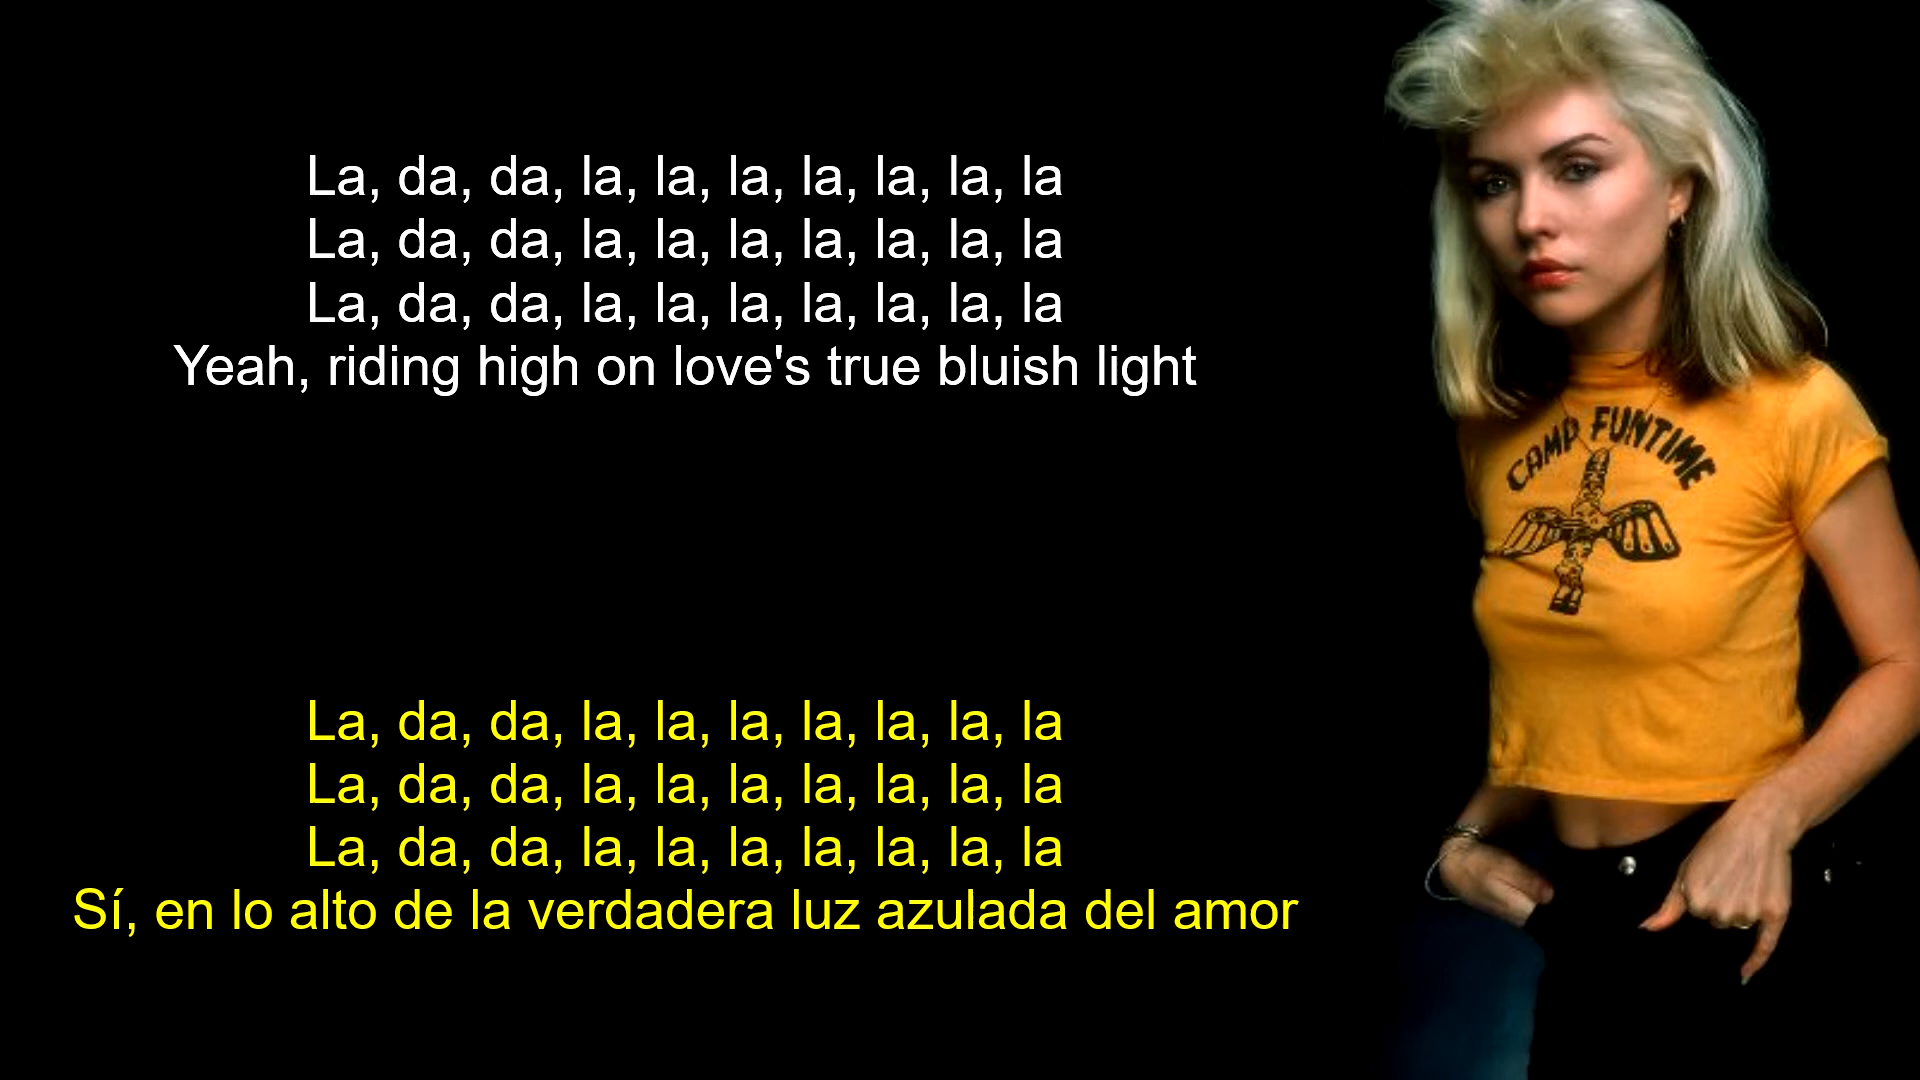 La, da, da, la, la, la, la, la, la, la
La, da, da, la, la, la, la, la, la, la
La, da, da, la, la, la, la, la, la, la
Yeah, riding high on love's true bluish light
CAMP FUNTIME
La, da, da, la, la, la, la, la, la, la
La, da, da, la, la, la, la, la, la, la
La, da, da, la, la, la, la, la, la, la
Sí, en lo alto de la verdadera luz azulada del amor